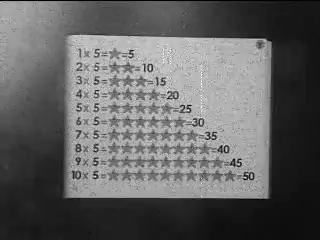 1x 5=★=5
2x 5=★★=10
3x 5=★★★=15
4x 5=★★★★=20
5x 5=★★★★★=25
6x 5=★★★★★★=30
7x 5=★★★★★★★=35
8x 5=★★★★★★★★=40
9x 5=★★★★★★★★★=45
10x 5=★★★★★★★★★★=50